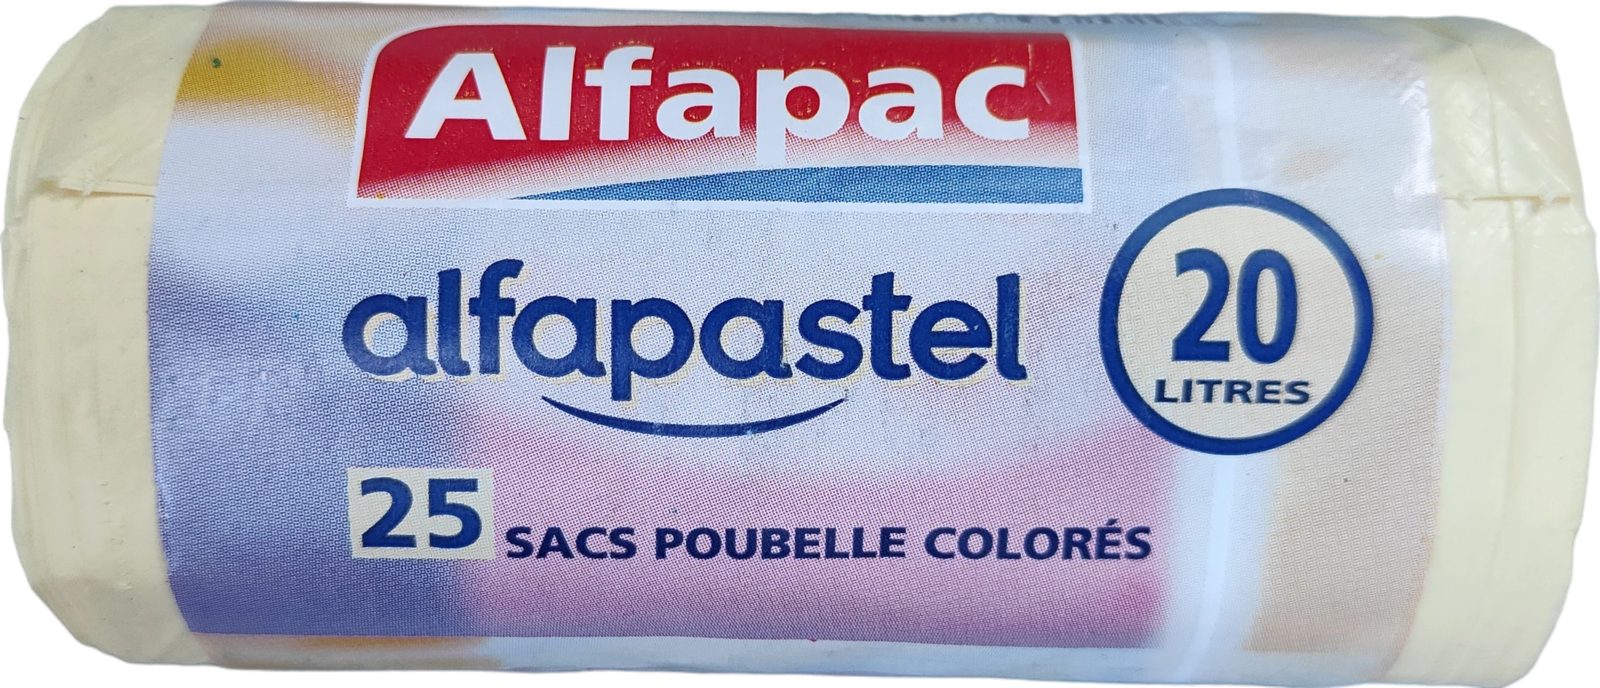 Alfapac
alfapastel
20
LITRES
25 SACS POUBELLE COLORÉS